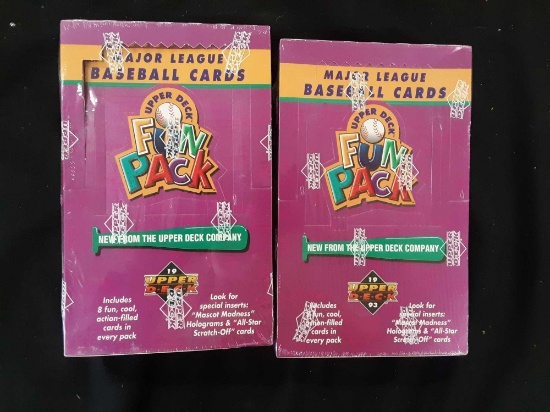 MAJOR LEAGUE
BASEBALL CARDS
UPPER DECK
FUN
PACK
NEW FROM THE UPPER DECK COMPANY
19
UPPER
DECK
Includes
8 fun, cool,
action-filled
cards in
every pack
Look for
special inserts:
"Mascot Madness"
Holograms & "All-Star
Scratch-Off" cards
MAJOR LEAGUE
BASEBALL CARDS
UPPER DECK
FUN
PACK
NEW FROM THE UPPER DECK COMPANY
19
UPPER
DECK
93
Includes
8 fun, cool,
action-filled
cards in
every pack
Look for
special inserts:
"Mascot Madness"
Holograms & "All-Star
Scratch-Off" cards